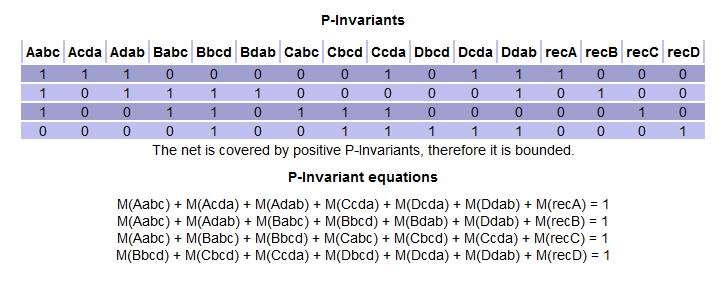 P-Invariants
Aabc Acda Adab Babc Bbcd Bdab Cabc Cbcd Ccda Dbcd Dcda Ddab recA recB recC recD
1 1 1 0 0 0 0 0 1 0 1 1 1 0 0 0
1 0 1 1 1 1 0 0 0 0 0 1 0 1 0 0
1 0 0 1 1 0 1 1 1 0 0 0 0 0 1 0
0 0 0 0 1 0 0 1 1 1 1 1 0 0 0 1
The net is covered by positive P-Invariants, therefore it is bounded.
P-Invariant equations
M(Aabc) + M(Acda) + M(Adab) + M(Ccda) + M(Dcda) + M(Ddab) + M(recA) = 1
M(Aabc) + M(Adab) + M(Babc) + M(Bbcd) + M(Bdab) + M(Ddab) + M(recB) = 1
M(Aabc) + M(Babc) + M(Bbcd) + M(Cabc) + M(Cbcd) + M(Ccda) + M(recC) = 1
M(Bbcd) + M(Cbcd) + M(Ccda) + M(Dbcd) + M(Dcda) + M(Ddab) + M(recD) = 1